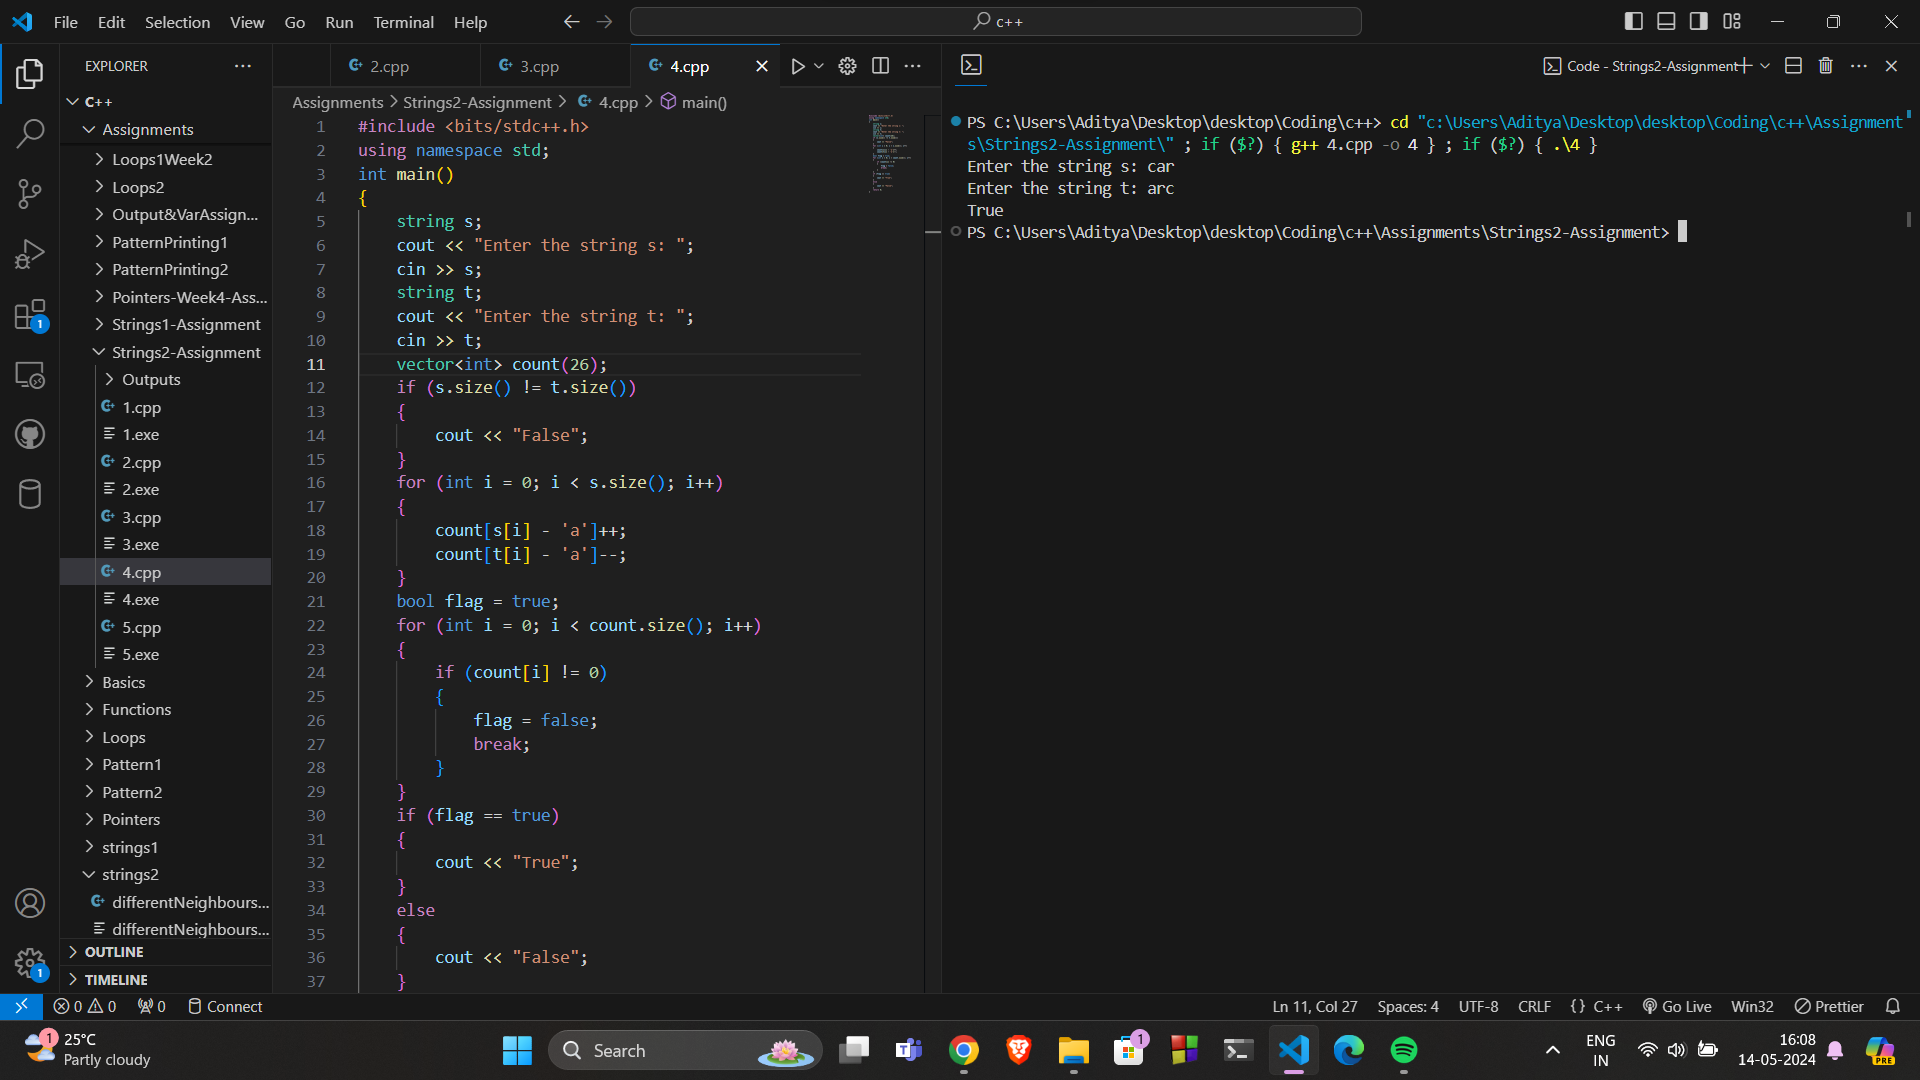 File Edit Selection View Go Run Terminal Help
c++
EXPLORER
C++
Assignments
Loops1Week2
Loops2
Output&VarAssign...
PatternPrinting1
PatternPrinting2
Pointers-Week4-Ass...
Strings1-Assignment
Strings2-Assignment
Outputs
1.cpp
1.exe
2.cpp
2.exe
3.cpp
3.exe
4.cpp
4.exe
5.cpp
5.exe
Basics
Functions
Loops
Pattern1
Pattern2
Pointers
strings1
strings2
differentNeighbours...
differentNeighbours...
OUTLINE
TIMELINE
2.cpp 3.cpp 4.cpp
Assignments > Strings2-Assignment > 4.cpp > main()
1 #include <bits/stdc++.h>
2 using namespace std;
3 int main()
4 {
5 string s;
6 cout << "Enter the string s: ";
7 cin >> s;
8 string t;
9 cout << "Enter the string t: ";
10 cin >> t;
11 vector<int> count(26);
12 if (s.size() != t.size())
13 {
14 cout << "False";
15 }
16 for (int i = 0; i < s.size(); i++)
17 {
18 count[s[i] - 'a']++;
19 count[t[i] - 'a']--;
20 }
21 bool flag = true;
22 for (int i = 0; i < count.size(); i++)
23 {
24 if (count[i] != 0)
25 {
26 flag = false;
27 break;
28 }
29 }
30 if (flag == true)
31 {
32 cout << "True";
33 }
34 else
35 {
36 cout << "False";
37 }
Code - Strings2-Assignment
PS C:\Users\Aditya\Desktop\desktop\Coding\c++> cd "c:\Users\Aditya\Desktop\desktop\Coding\c++\Assignment
s\Strings2-Assignment\" ; if ($?) { g++ 4.cpp -o 4 } ; if ($?) { .\4 }
Enter the string s: car
Enter the string t: arc
True
PS C:\Users\Aditya\Desktop\desktop\Coding\c++\Assignments\Strings2-Assignment>
1
1
0 0 0 Connect
Ln 11, Col 27 Spaces: 4 UTF-8 CRLF {} C++ Go Live Win32 Prettier
1
25°C
Partly cloudy
Search
1
ENG
IN
16:08
14-05-2024
PRE